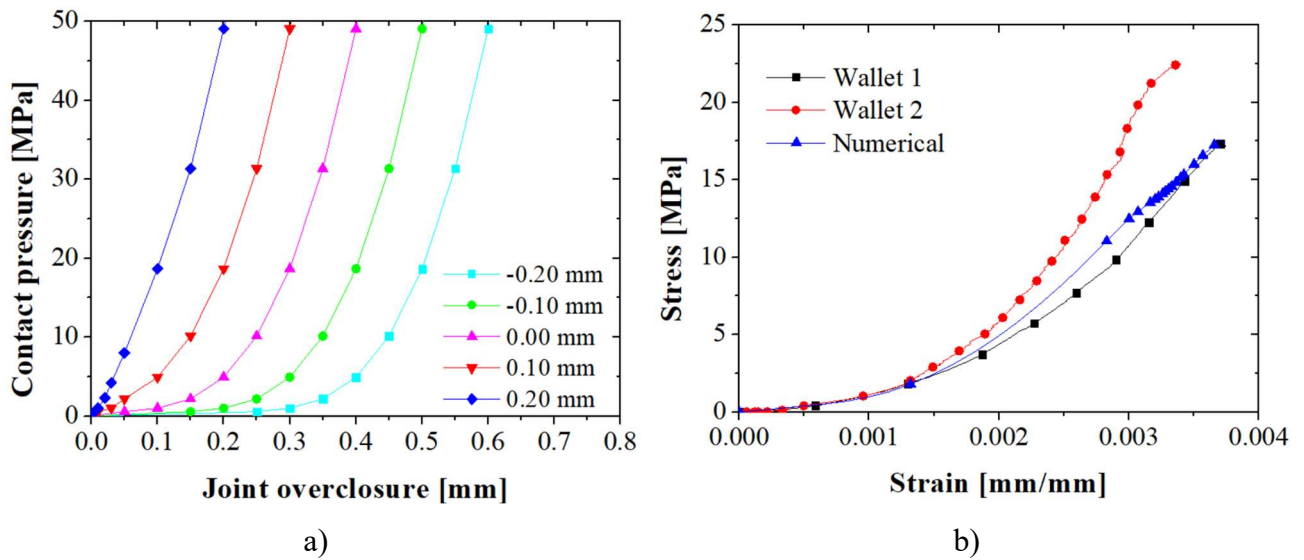 50
40
30
20
10
0
0.0 0.1 0.2 0.3 0.4 0.5 0.6 0.7 0.8
Contact pressure [MPa]
Joint overclosure [mm]
-0.20 mm
-0.10 mm
0.00 mm
0.10 mm
0.20 mm
a)
25
20
15
10
5
0
0.000 0.001 0.002 0.003 0.004
Stress [MPa]
Strain [mm/mm]
Wallet 1
Wallet 2
Numerical
b)